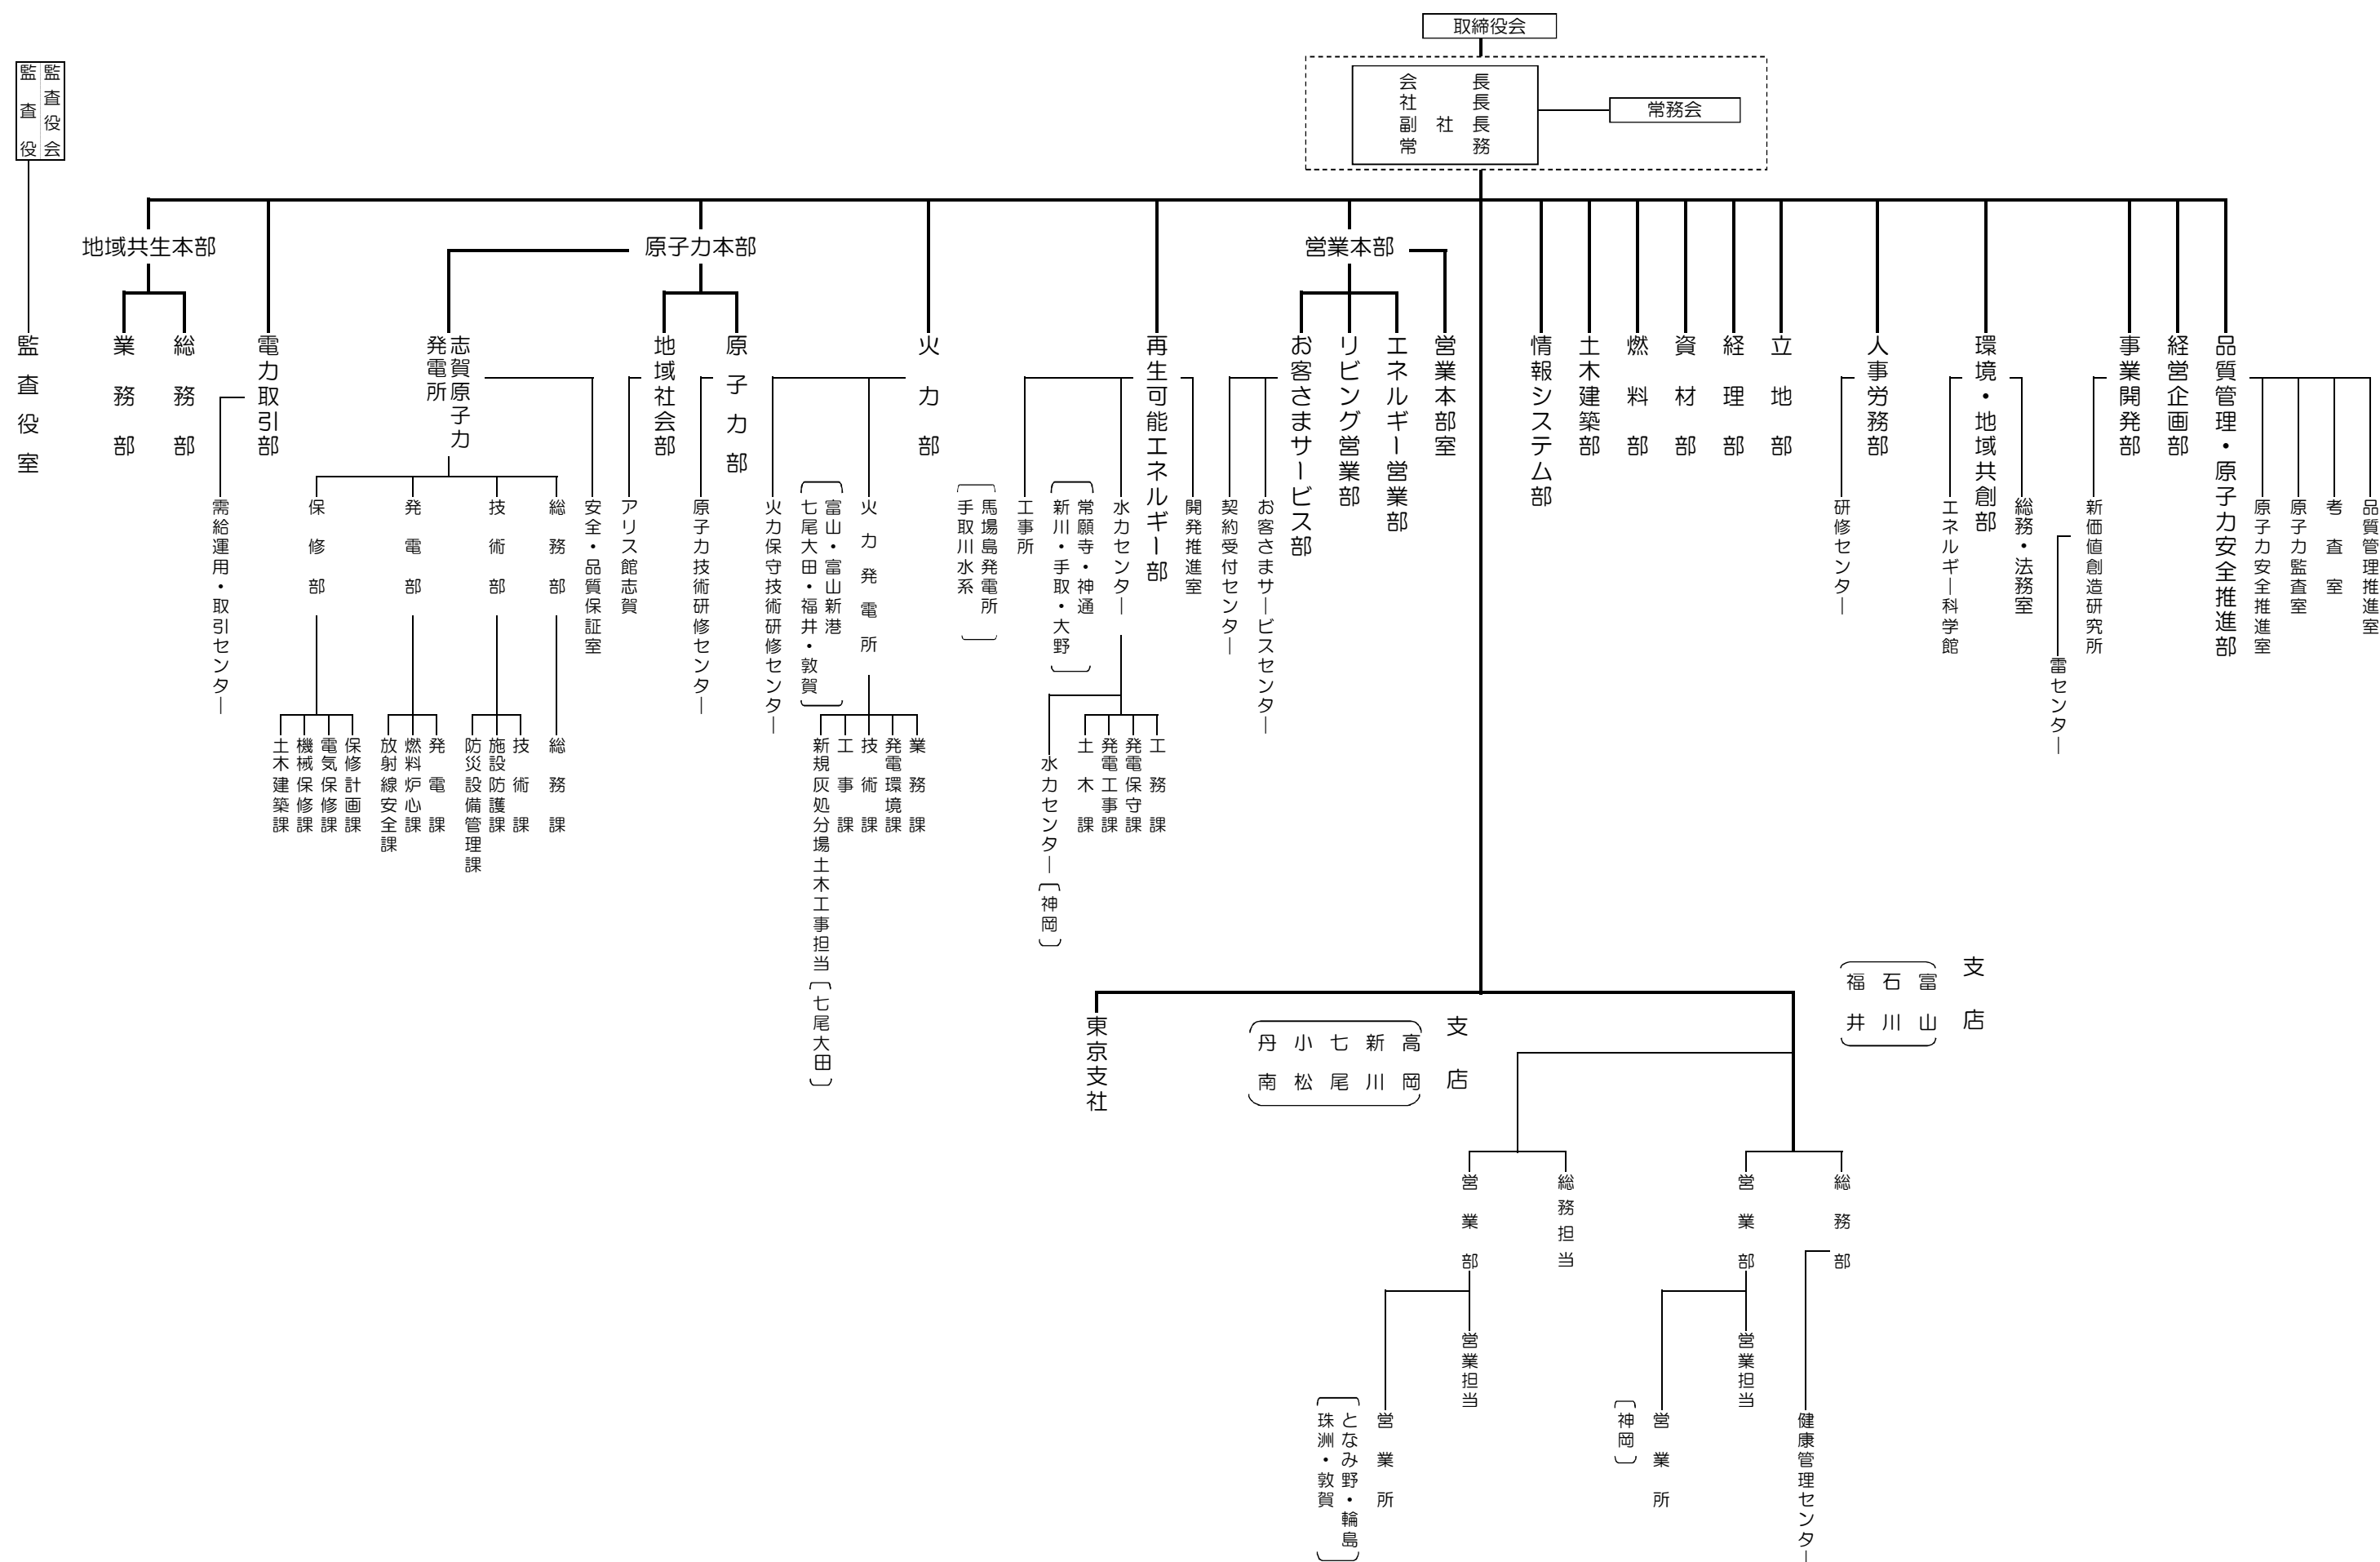 取締役会
会長
社長
副社長
常務
常務会
監査役会
監査役
地域共生本部
原子力本部
営業本部
品質管理・原子力安全推進部
経営企画部
事業開発部
環境・地域共創部
人事労務部
立地部
経理部
資材部
燃料部
土木建築部
情報システム部
営業本部室
エネルギー営業部
リビング営業部
お客さまサービス部
再生可能エネルギー部
火力部
原子力部
地域社会部
志賀原子力
発電所
電力取引部
総務部
業務部
監査役室
品質管理推進室
考査室
原子力監査室
原子力安全推進室
新価値創造研究所
雷センター
総務・法務室
エネルギー科学館
研修センター
お客さまサービスセンター
契約受付センター
開発推進室
水力センター
常願寺・神通
新川・手取・大野
工事所
馬場島発電所
手取川水系
火力発電所
富山・富山新港
七尾大田・福井・敦賀
火力保守技術研修センター
原子力技術研修センター
アリス館志賀
安全・品質保証室
総務部
技術部
発電部
保修部
需給運用・取引センター
工務課
発電保守課
発電工事課
土木課
水力センター
神岡
業務課
発電環境課
技術課
工事課
新規灰処分場土木工事担当
七尾大田
総務課
技術課
施設防護課
防災設備管理課
発電課
燃料炉心課
放射線安全課
保修計画課
電気保修課
機械保修課
土木建築課
支店
富山
石川
福井
支店
高岡
新川
七尾
小松
丹南
東京支社
総務部
営業部
総務担当
営業部
営業担当
営業担当
健康管理センター
営業所
神岡
営業所
となみ野・輪島
珠洲・敦賀